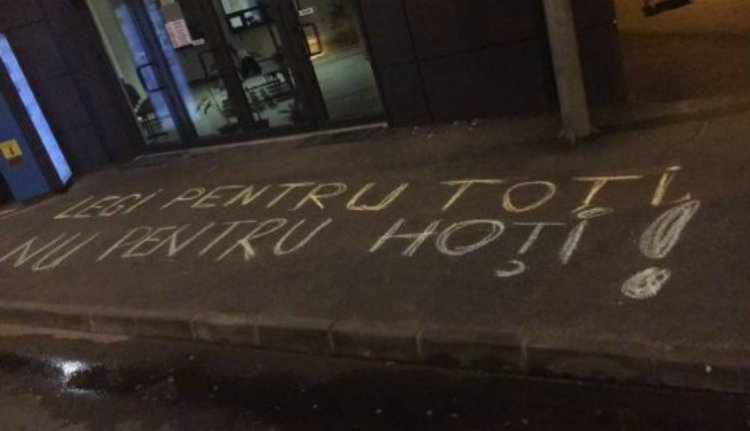 LEGI PENTRU TOȚI,
NU PENTRU HOȚI!